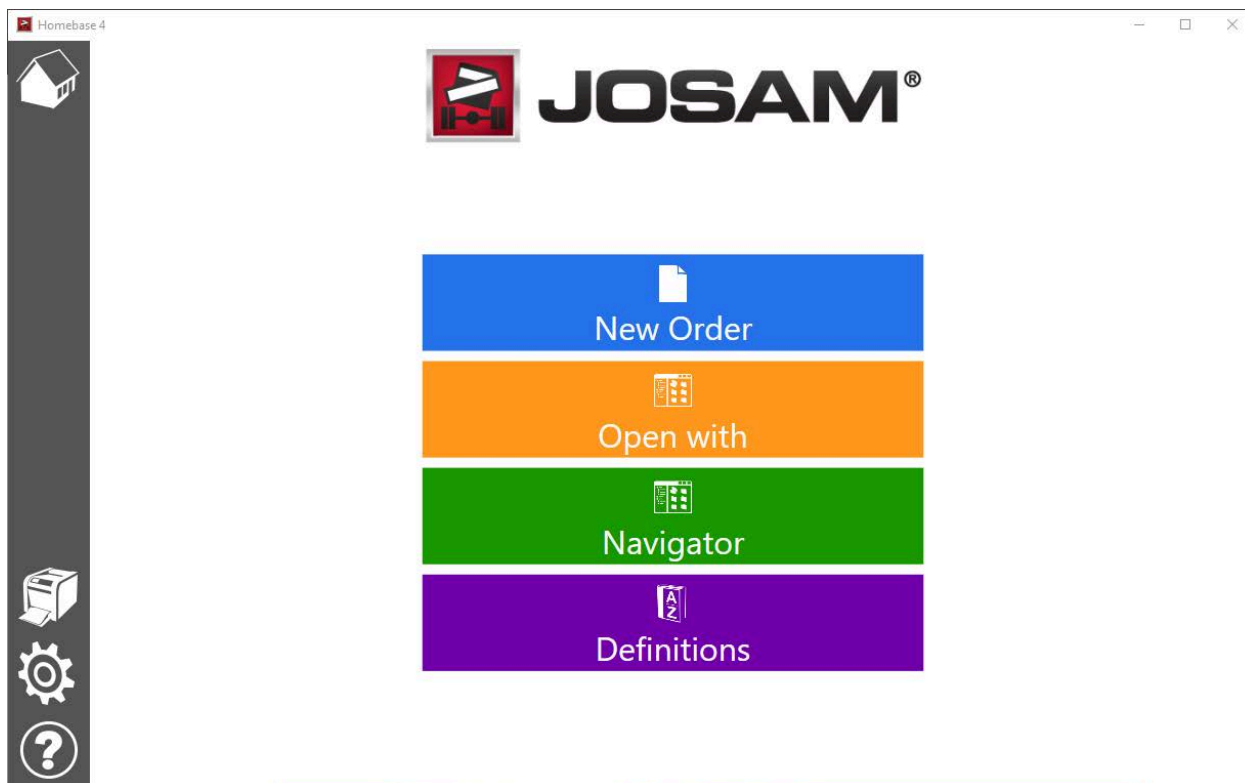 Homebase 4
JOSAM®
New Order
Open with
Navigator
A
Z
Definitions
?